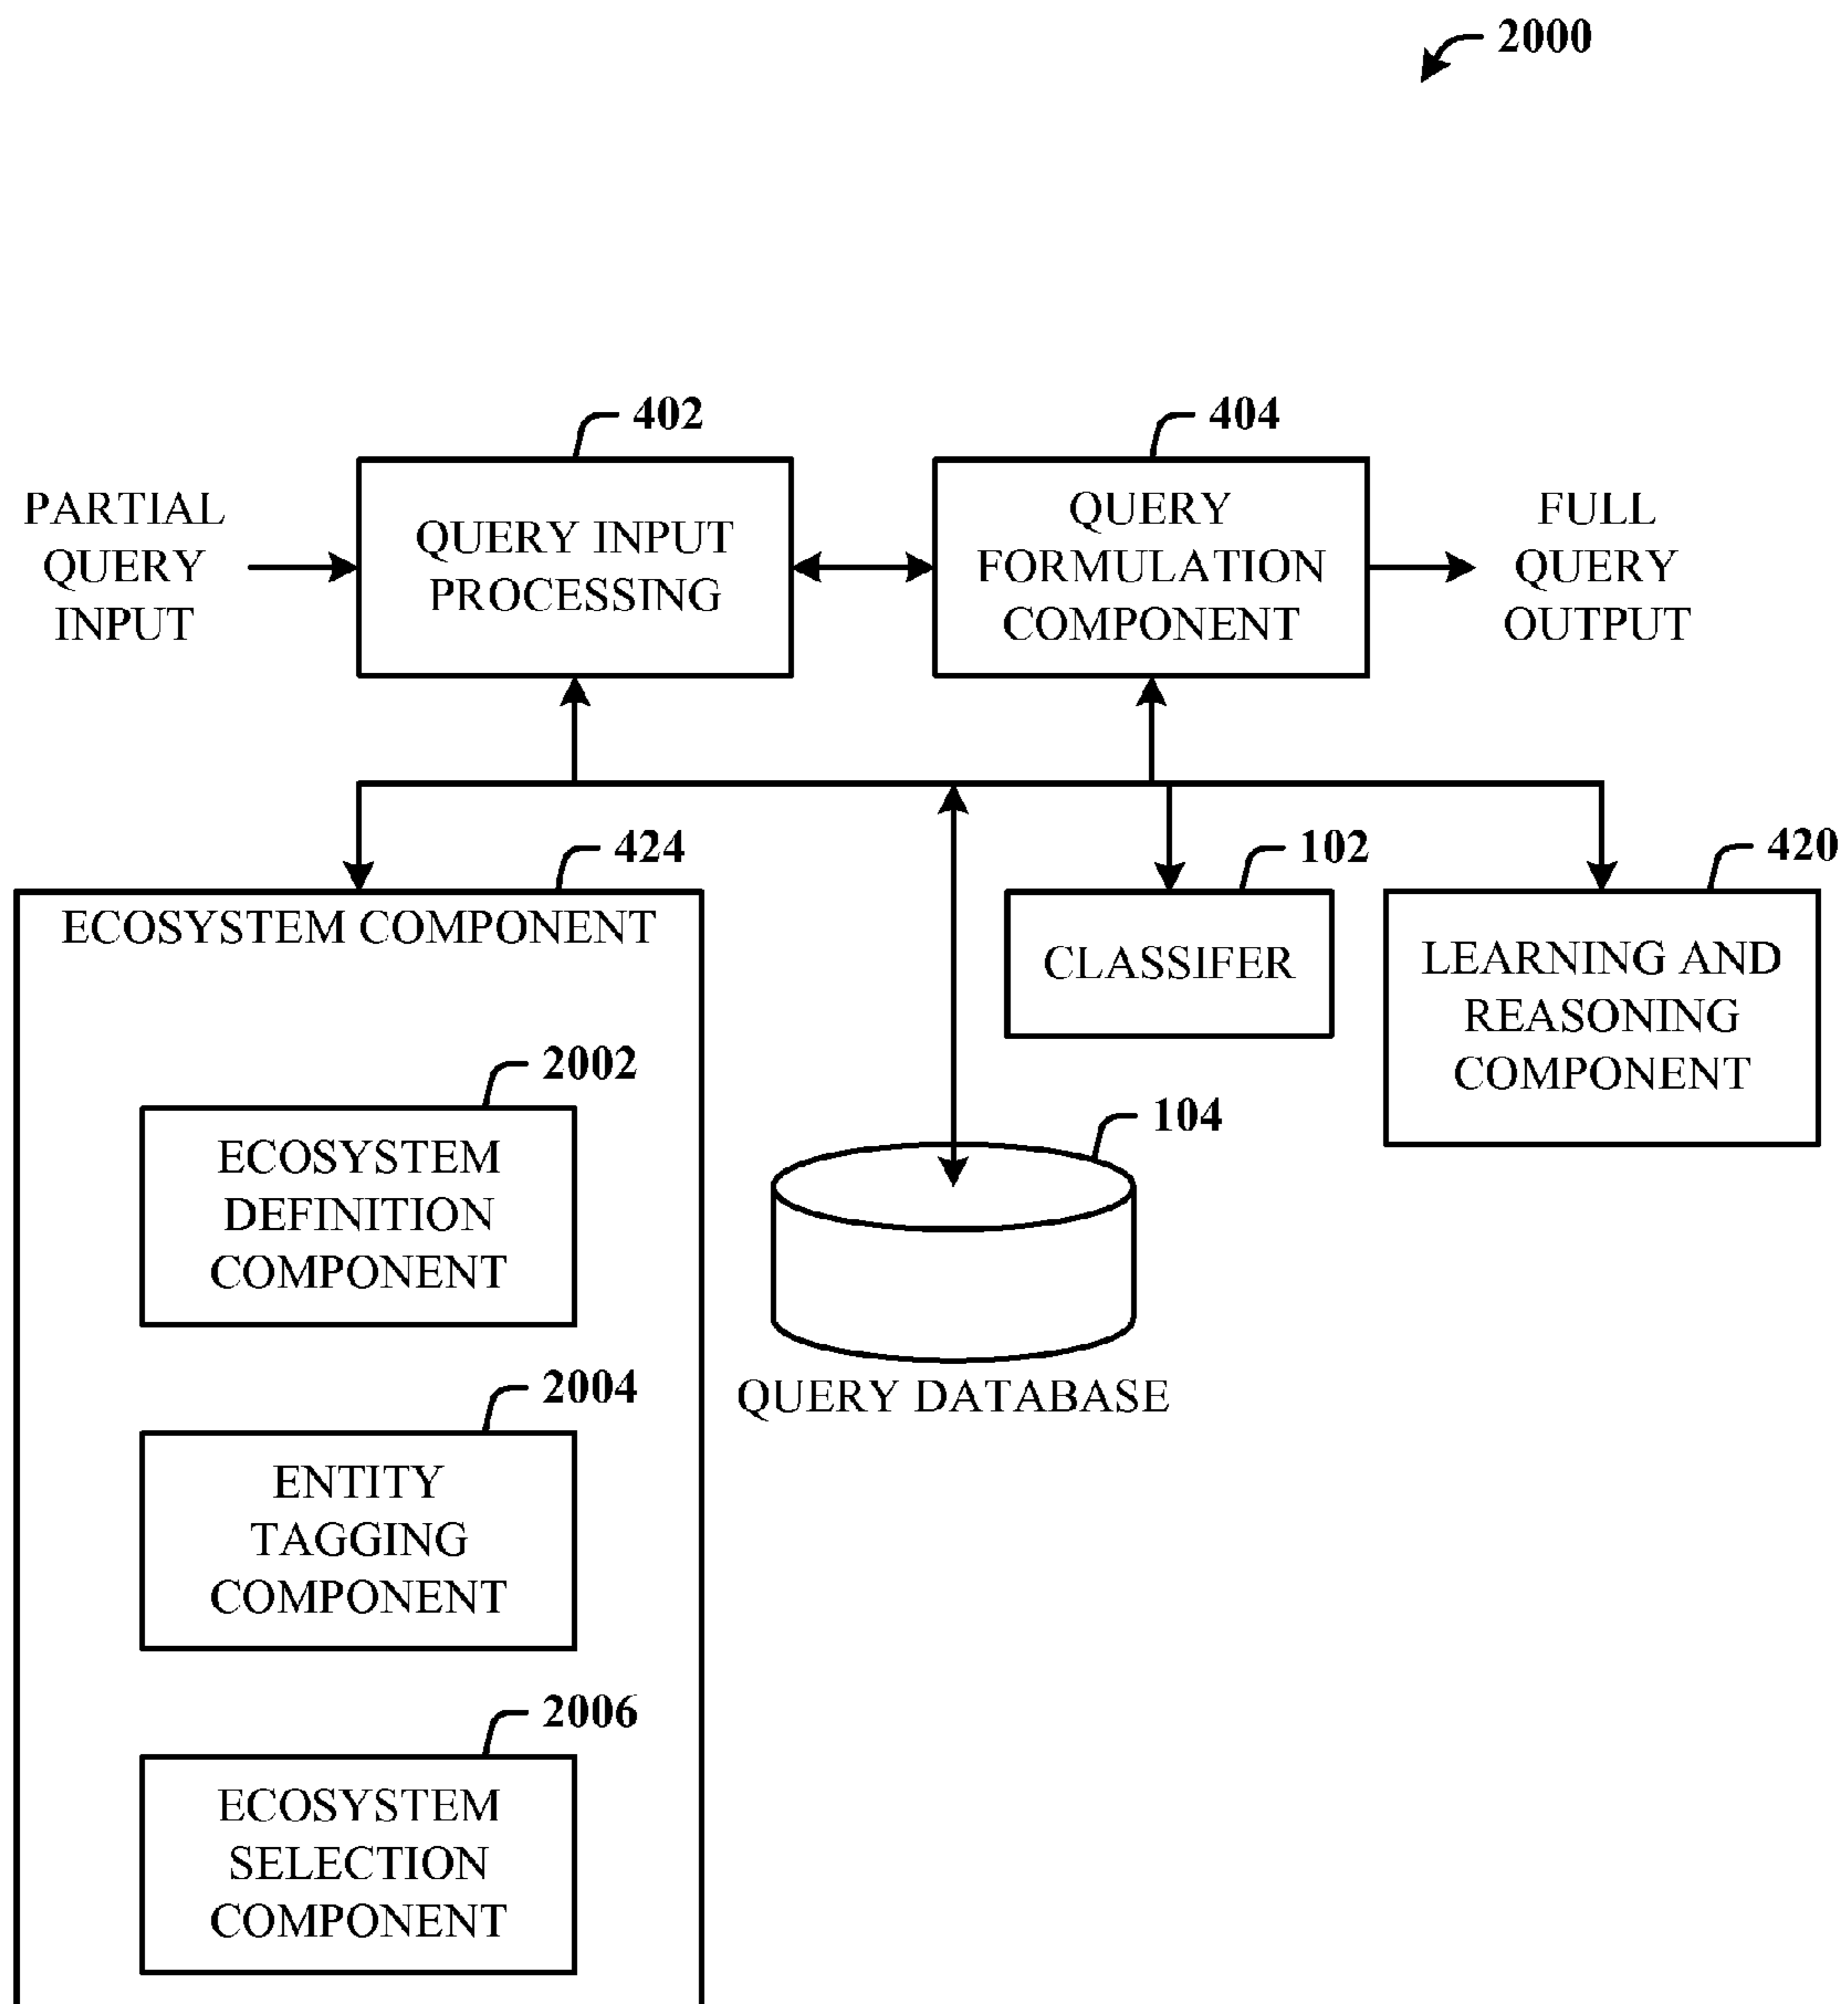 2000
402
404
PARTIAL
QUERY
INPUT
QUERY INPUT
PROCESSING
QUERY
FORMULATION
COMPONENT
FULL
QUERY
OUTPUT
424
102
420
ECOSYSTEM COMPONENT
CLASSIFER
LEARNING AND
REASONING
COMPONENT
2002
ECOSYSTEM
DEFINITION
COMPONENT
104
QUERY DATABASE
2004
ENTITY
TAGGING
COMPONENT
2006
ECOSYSTEM
SELECTION
COMPONENT